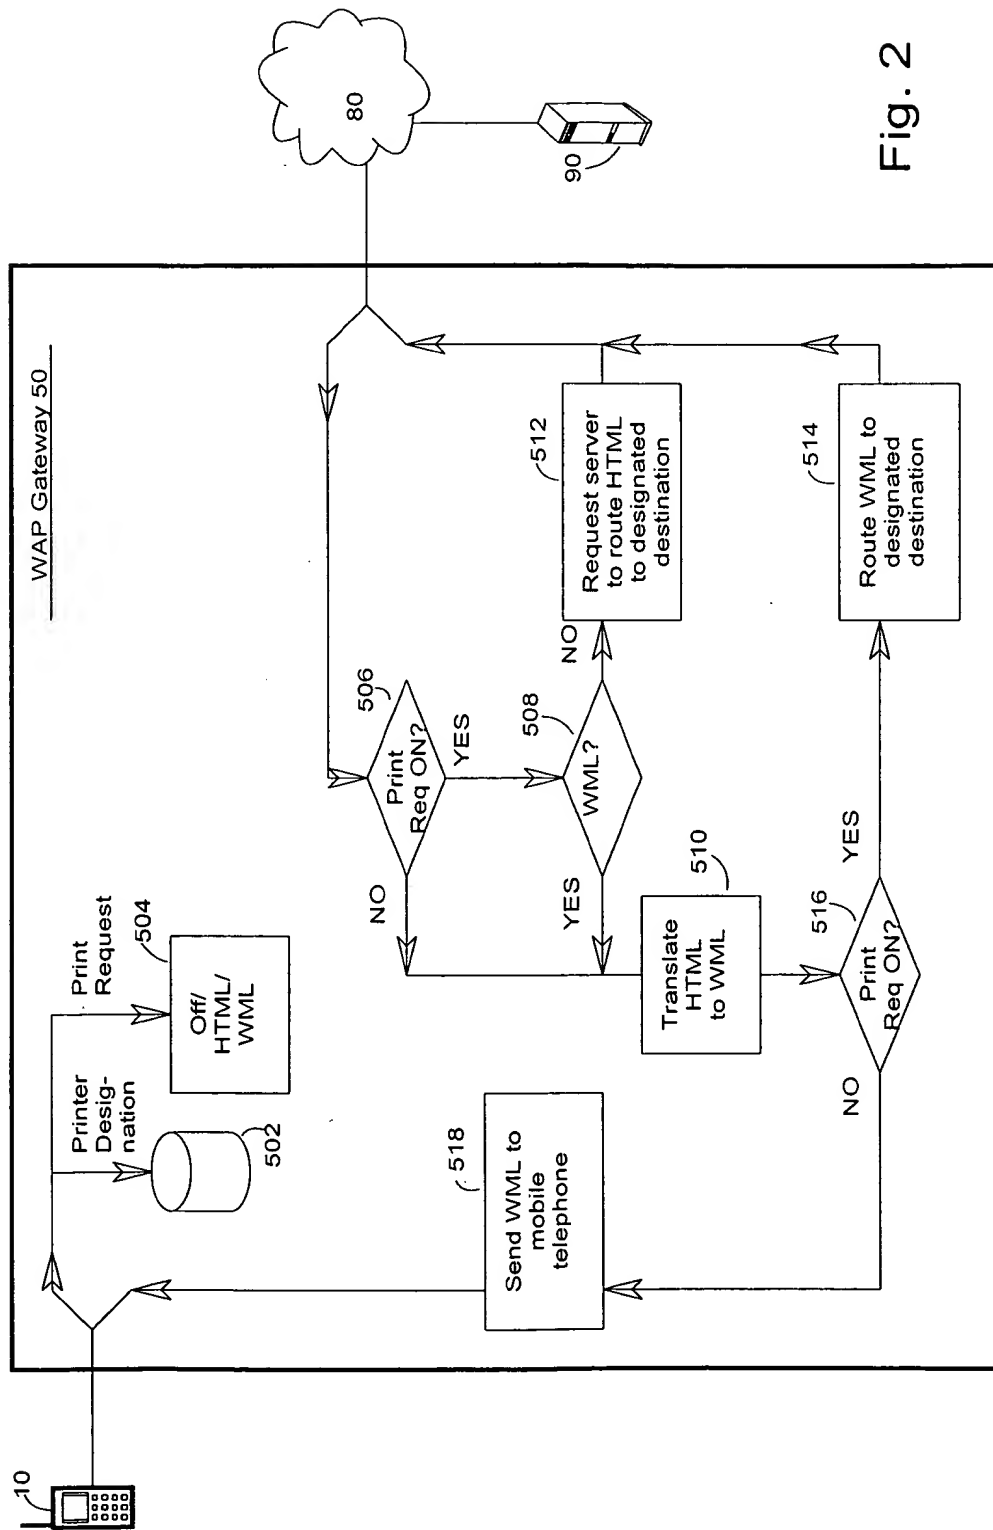 WAP Gateway 50
10
Printer
Desig-
nation
502
Print
Request
504
Off/
HTML/
WML
80
90
506
Print
Req ON?
NO
YES
508
WML?
YES
NO
512
Request server
to route HTML
to designated
destination
510
Translate
HTML
to WML
516
Print
Req ON?
NO
YES
514
Route WML to
designated
destination
518
Send WML to
mobile
telephone
Fig. 2